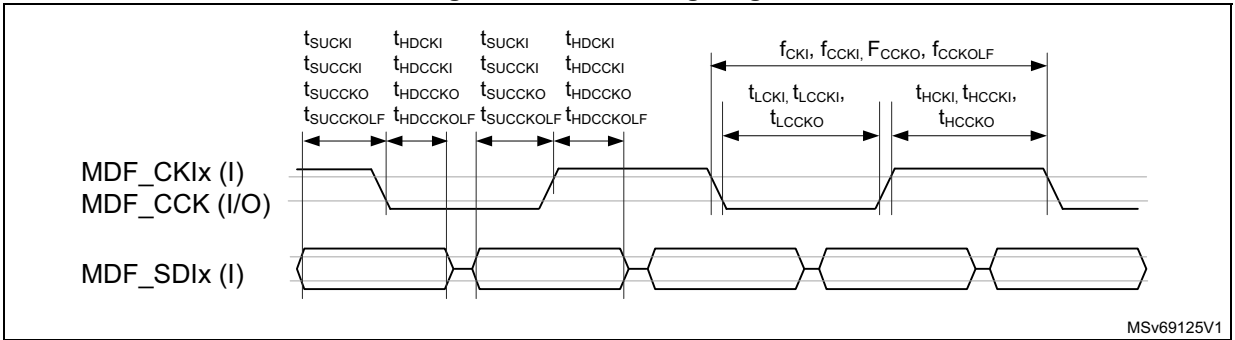 tSUCKI tHDCKI tSUCKI tHDCKI
tSUCCKI tHDCCKI tSUCCKI tHDCCKI
tSUCCKO tHDCCKO tSUCCKO tHDCCKO
tSUCCKOLF tHDCCKOLF tSUCCKOLF tHDCCKOLF
fCKI, fCCKI, FCCKO, fCCKOLF
tLCKI, tLCCKI,
tLCCKO
tHCKI, tHCCKI,
tHCCKO
MDF_CKIx (I)
MDF_CCK (I/O)
MDF_SDIx (I)
MSv69125V1